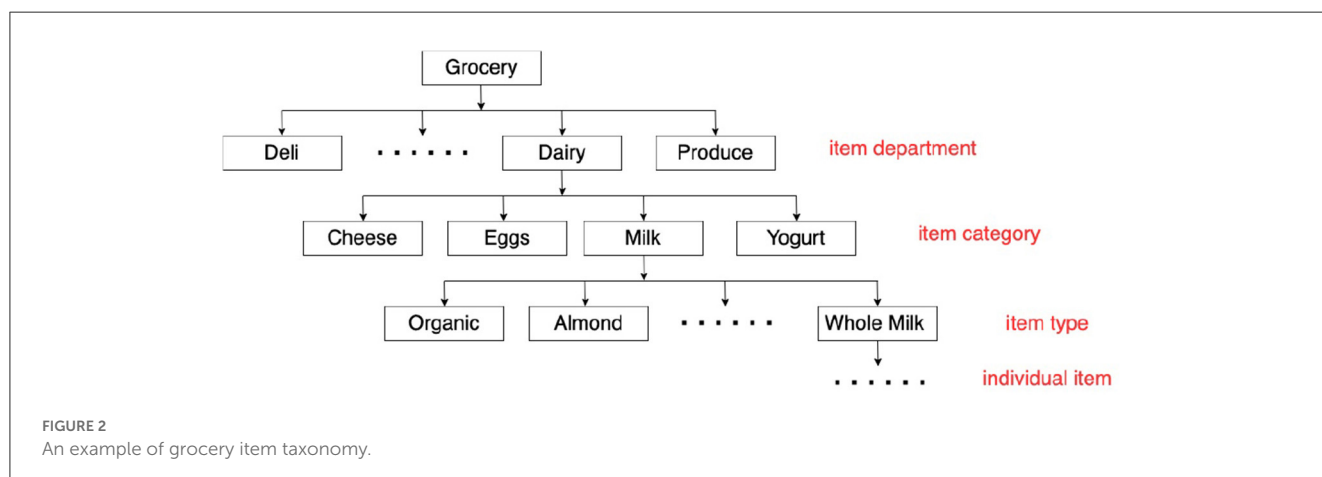 Grocery
Deli ...... Dairy Produce item department
Cheese Eggs Milk Yogurt item category
Organic Almond ...... Whole Milk item type
...... individual item
FIGURE 2
An example of grocery item taxonomy.